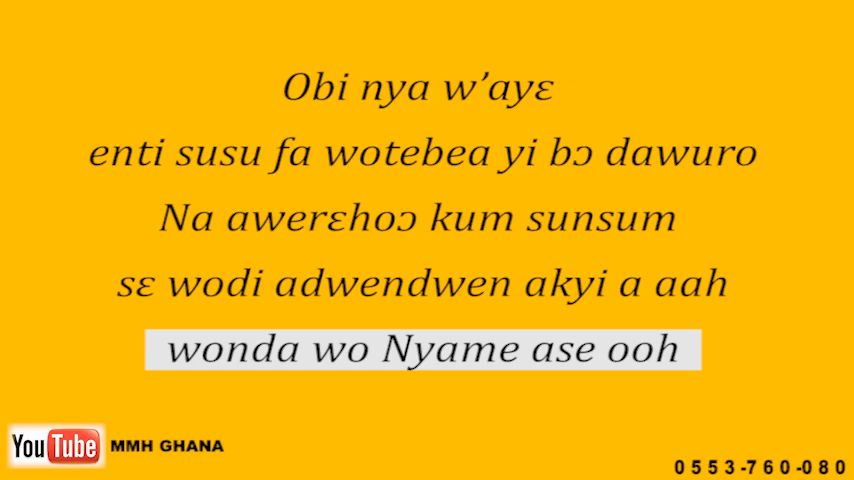 Obi nya w’ayɛ
enti susu fa wotebea yi bɔ dawuro
Na awerɛhoɔ kum sunsum
sɛ wodi adwendwen akyi a aah
wonda wo Nyame ase ooh
YouTube MMH GHANA
0553-760-080